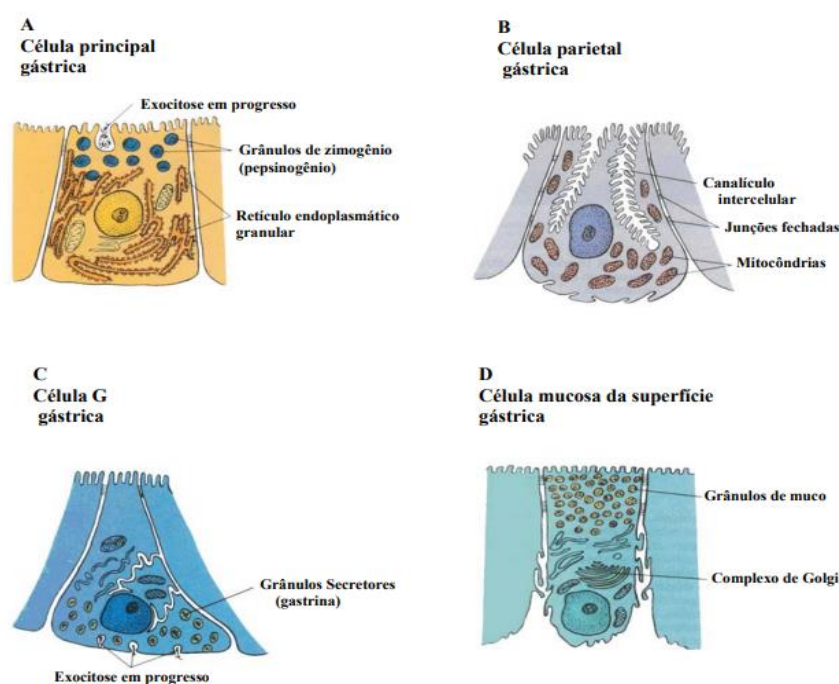 A
Célula principal
gástrica
Exocitose em progresso
Grânulos de zimogênio
(pepsinogênio)
Retículo endoplasmático
granular
B
Célula parietal
gástrica
Canalículo
intercelular
Junções fechadas
Mitocôndrias
C
Célula G
gástrica
Grânulos Secretores
(gastrina)
Exocitose em progresso
D
Célula mucosa da superfície
gástrica
Grânulos de muco
Complexo de Golgi